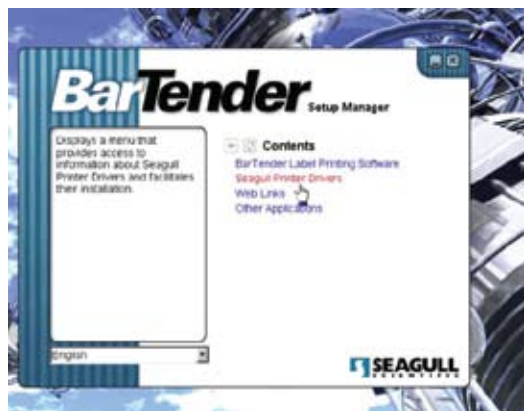 BarTender
Setup Manager
Displays a menu that
provides access to
information about Seagull
Printer Drivers and facilitates
their installation.
Contents
BarTender Label Printing Software
Seagull Printer Drivers
Web Links
Other Applications
English
SEAGULL
SCIENTIFIC